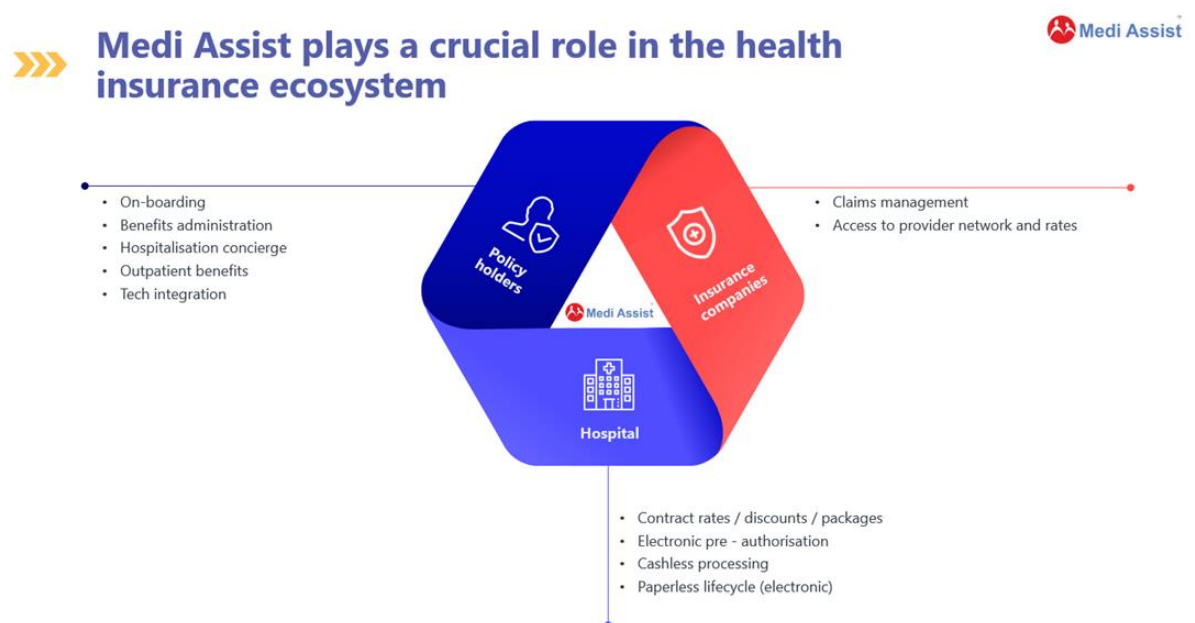 Medi Assist plays a crucial role in the health
insurance ecosystem
Medi Assist
• On-boarding
• Benefits administration
• Hospitalisation concierge
• Outpatient benefits
• Tech integration
Policy
holders
Insurance
companies
• Claims management
• Access to provider network and rates
Medi Assist
Hospital
• Contract rates / discounts / packages
• Electronic pre - authorisation
• Cashless processing
• Paperless lifecycle (electronic)